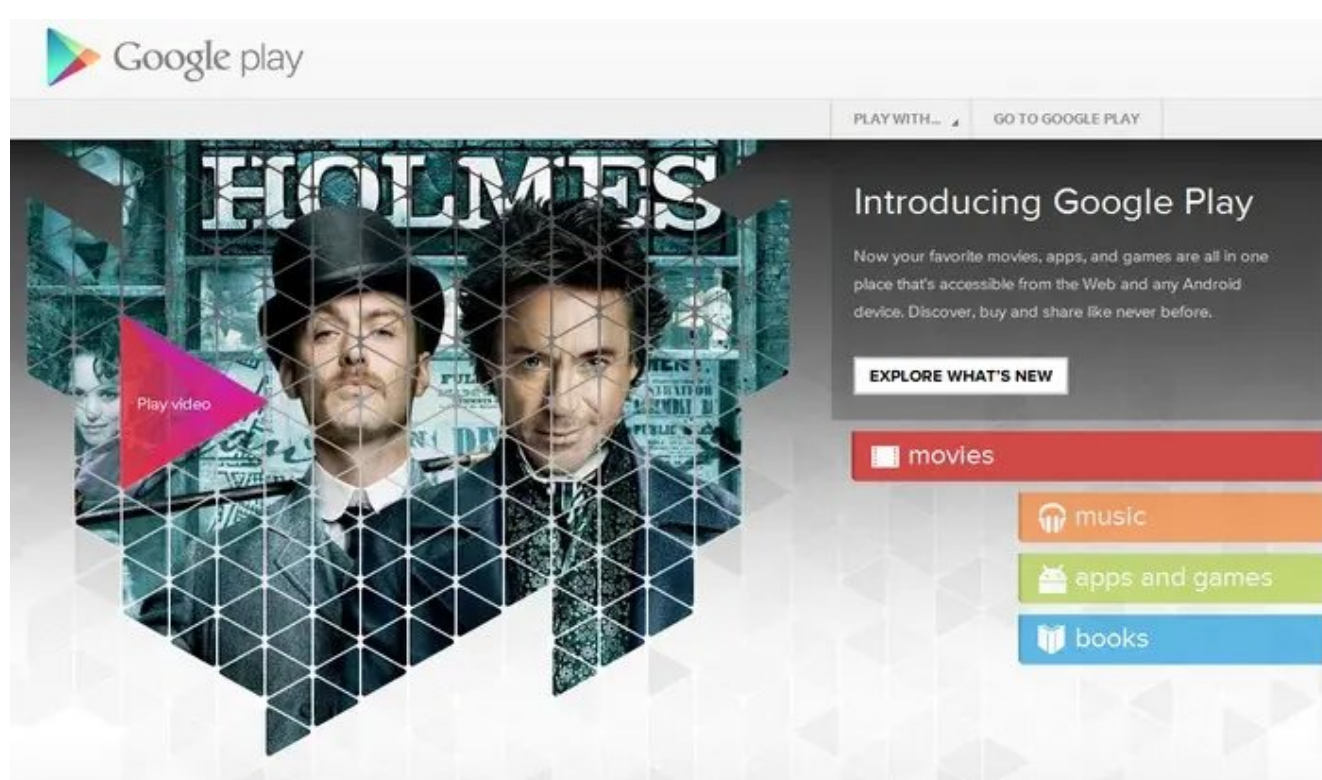 Google play
PLAY WITH...
GO TO GOOGLE PLAY
HOLMES
Introducing Google Play
Now your favorite movies, apps, and games are all in one
place that's accessible from the Web and any Android
device. Discover, buy and share like never before.
EXPLORE WHAT'S NEW
Play video
movies
music
apps and games
books